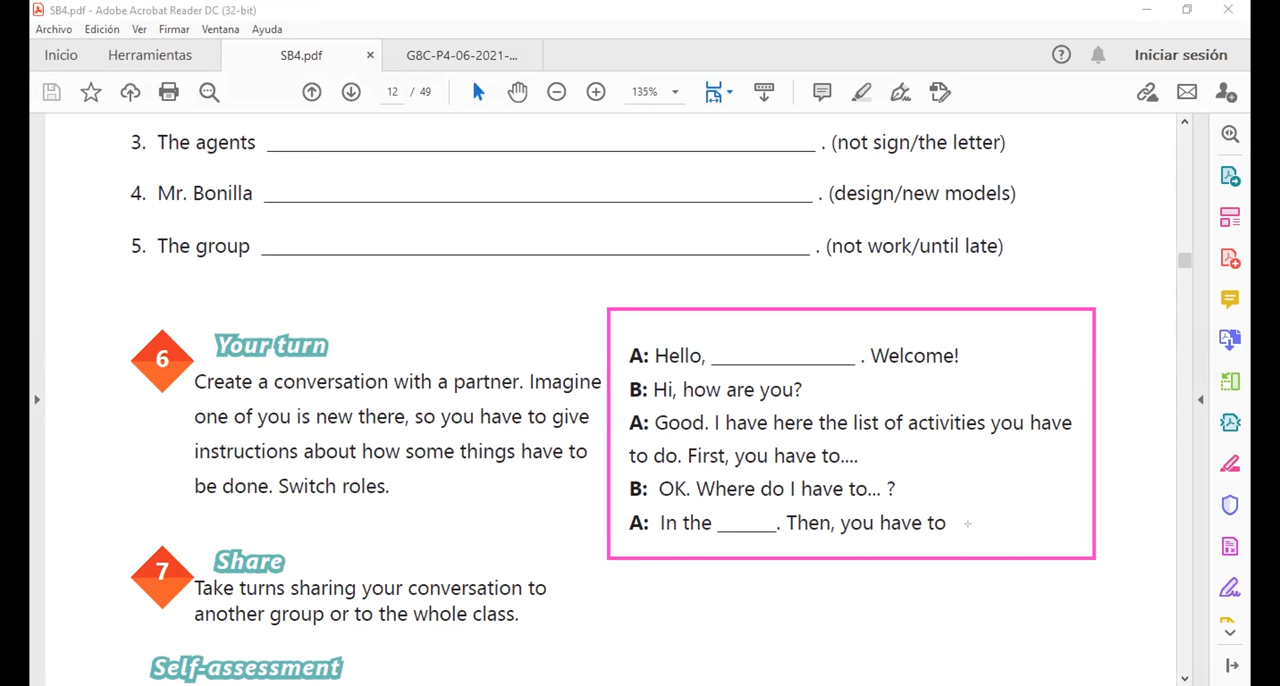 SB4.pdf - Adobe Acrobat Reader DC (32-bit)
Archivo Edición Ver Firmar Ventana Ayuda
Inicio Herramientas SB4.pdf × G8C-P4-06-2021-... Iniciar sesión
12 / 49 135%
3. The agents ______________________________ . (not sign/the letter)
4. Mr. Bonilla ______________________________ . (design/new models)
5. The group ______________________________ . (not work/until late)
6 Your turn
Create a conversation with a partner. Imagine
one of you is new there, so you have to give
instructions about how some things have to
be done. Switch roles.
A: Hello, _____________ . Welcome!
B: Hi, how are you?
A: Good. I have here the list of activities you have
to do. First, you have to....
B: OK. Where do I have to... ?
A: In the _____. Then, you have to
7 Share
Take turns sharing your conversation to
another group or to the whole class.
Self-assessment